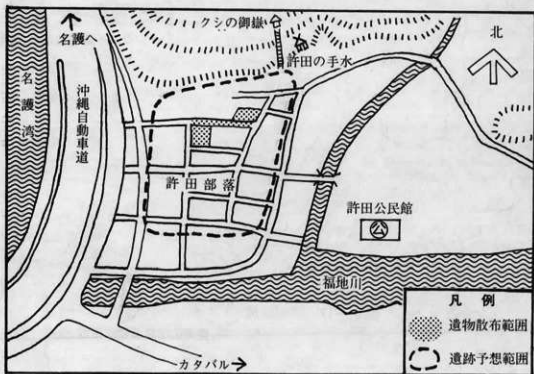 クシの御嶽
名護へ
許田の手水
北
名護湾
沖縄自動車道
許田部落
許田公民館
公
福地川
カタバル
凡例
遺物散布範囲
遺跡予想範囲